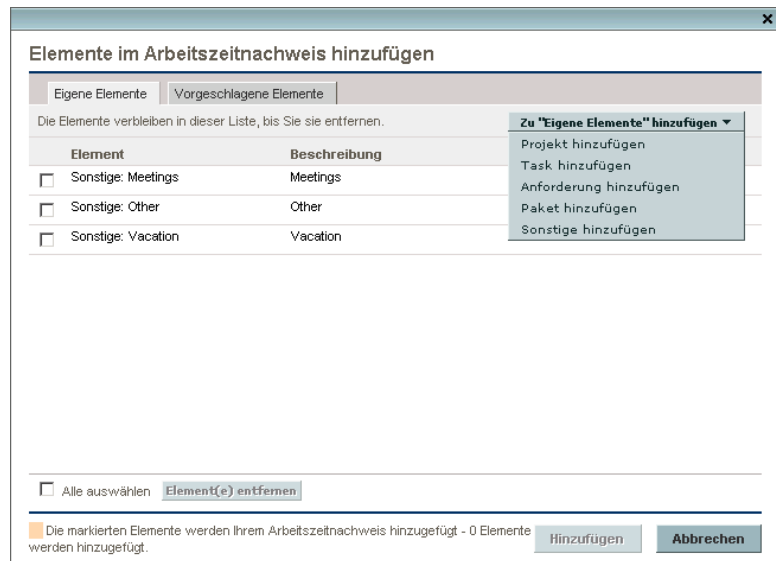 Elemente im Arbeitszeitnachweis hinzufügen
Eigene Elemente
Vorgeschlagene Elemente
Die Elemente verbleiben in dieser Liste, bis Sie sie entfernen.
Zu "Eigene Elemente" hinzufügen
Projekt hinzufügen
Task hinzufügen
Anforderung hinzufügen
Paket hinzufügen
Sonstige hinzufügen
Element Beschreibung
Sonstige: Meetings Meetings
Sonstige: Other Other
Sonstige: Vacation Vacation
Alle auswählen Element(e) entfernen
Die markierten Elemente werden Ihrem Arbeitszeitnachweis hinzugefügt - 0 Elemente
werden hinzugefügt.
Hinzufügen
Abbrechen